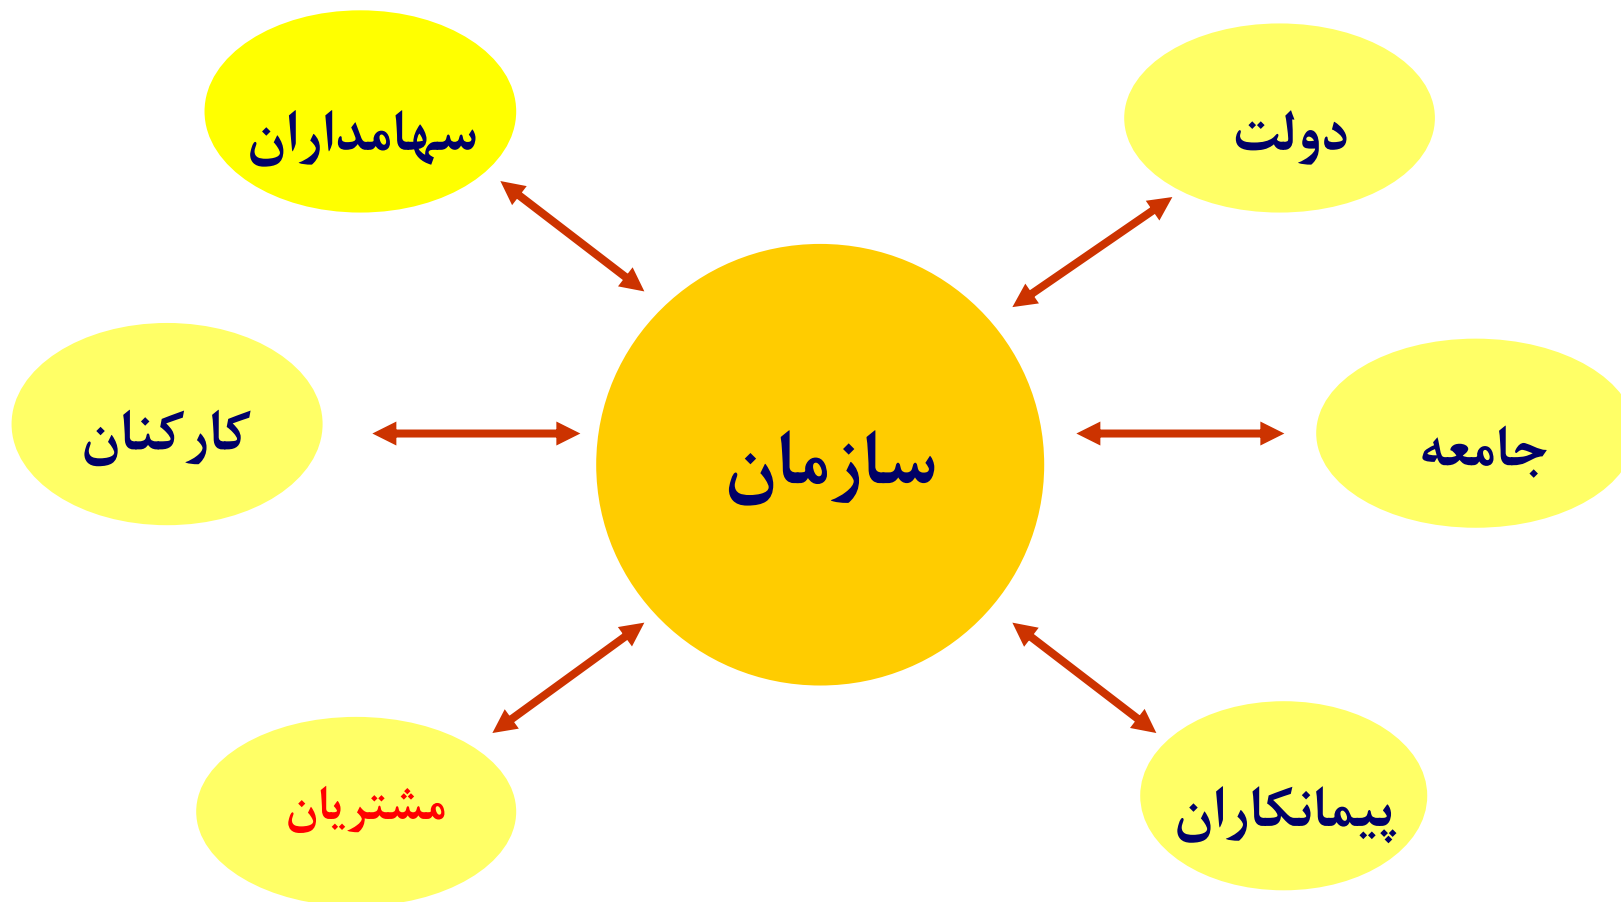 دولت
سهامداران
جامعه
کارکنان
سازمان
پیمانکاران
مشتریان